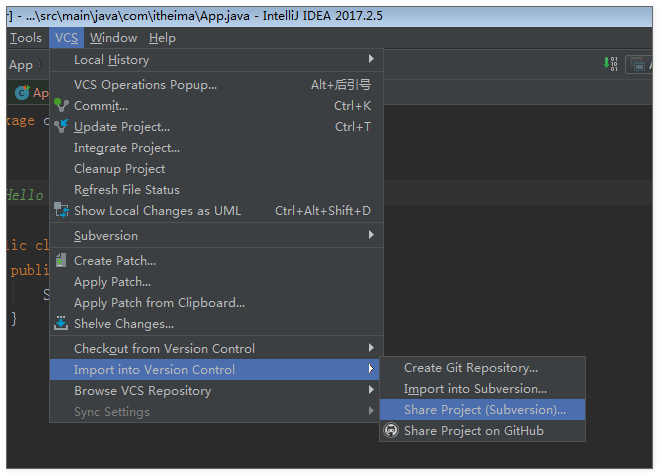 r] - ...\src\main\java\com\itheima\App.java - IntelliJ IDEA 2017.2.5
Tools VCS Window Help
App
Local History
VCS Operations Popup... Alt+后引号
Ap
Commit... Ctrl+K
kage c
Update Project... Ctrl+T
Integrate Project...
Cleanup Project
Refresh File Status
Hello
Show Local Changes as UML Ctrl+Alt+Shift+D
Subversion
lic cl
Create Patch...
publi
Apply Patch...
S
Apply Patch from Clipboard...
}
Shelve Changes...
Checkout from Version Control
Import into Version Control
Create Git Repository...
Browse VCS Repository
Import into Subversion...
Sync Settings
Share Project (Subversion)...
Share Project on GitHub